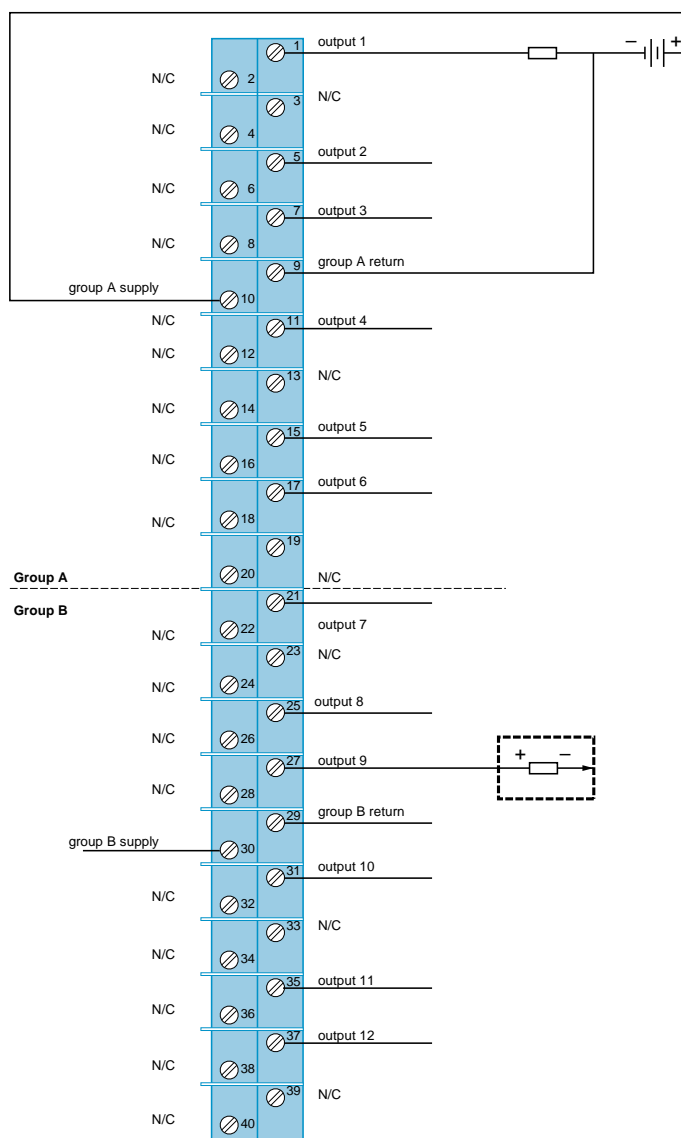 1 output 1 − +
N/C 2
3 N/C
N/C 4
5 output 2
N/C 6
7 output 3
N/C 8
9 group A return
group A supply 10
N/C 11 output 4
N/C 12
13 N/C
N/C 14
15 output 5
N/C 16
17 output 6
N/C 18
19
Group A 20 N/C
Group B 21
N/C 22 output 7
23 N/C
N/C 24
25 output 8
N/C 26
27 output 9 + −
N/C 28
29 group B return
group B supply 30
31 output 10
N/C 32
33 N/C
N/C 34
35 output 11
N/C 36
37 output 12
N/C 38
39 N/C
N/C 40